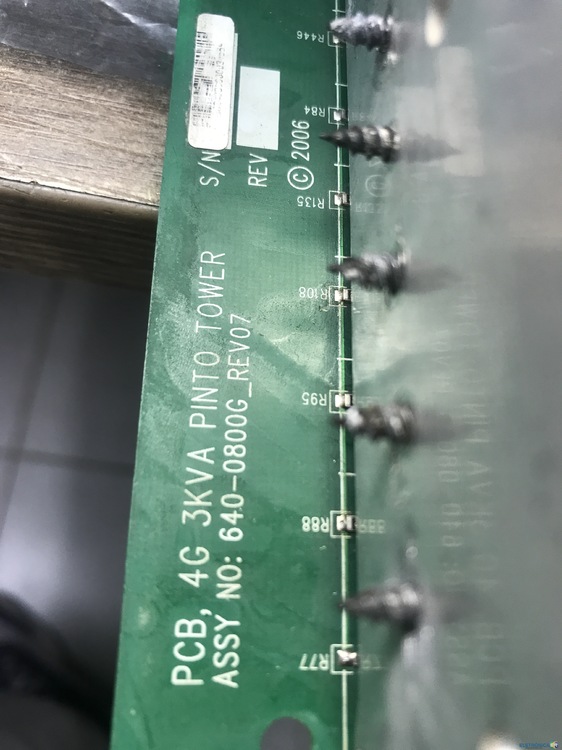 PCB, 4G 3KVA PINTO TOWER
ASSY NO: 640-0800G_REV07
S/N
REV
© 2006
R446
R84
R135
R108
R95
R88
R77